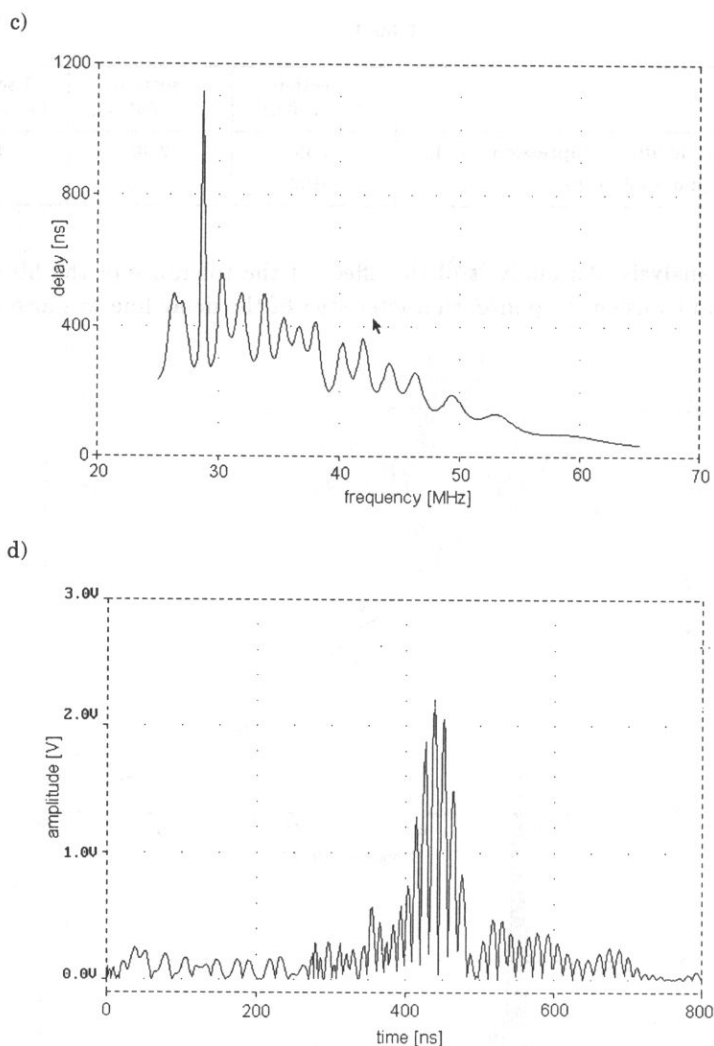 c)
1200
800
400
0
delay [ns]
20 30 40 50 60 70
frequency [MHz]
d)
3.0V
2.0V
1.0V
0.0V
amplitude [V]
0 200 400 600 800
time [ns]